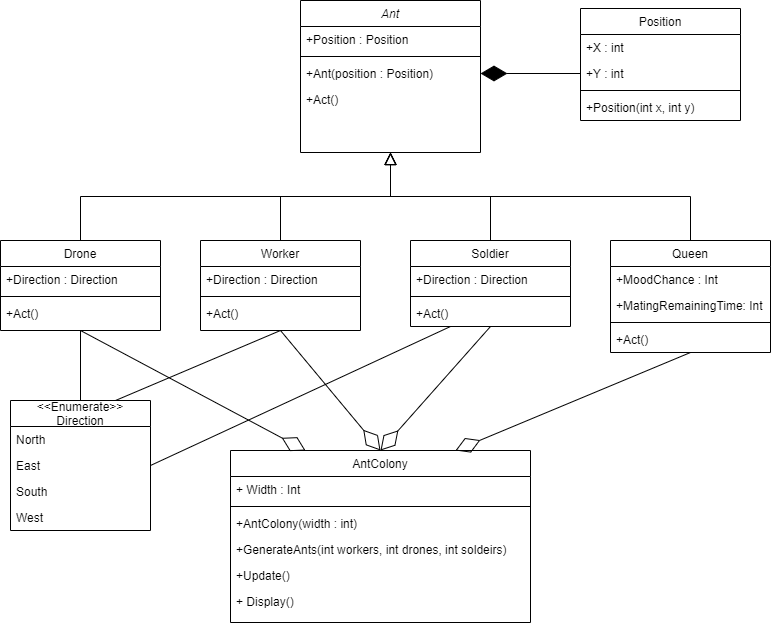 Ant
+Position : Position
+Ant(position : Position)
+Act()
Position
+X : int
+Y : int
+Position(int x, int y)
Drone
+Direction : Direction
+Act()
Worker
+Direction : Direction
+Act()
Soldier
+Direction : Direction
+Act()
Queen
+MoodChance : Int
+MatingRemainingTime: Int
+Act()
<<Enumerate>>
Direction
North
East
South
West
AntColony
+ Width : Int
+AntColony(width : int)
+GenerateAnts(int workers, int drones, int soldeirs)
+Update()
+ Display()